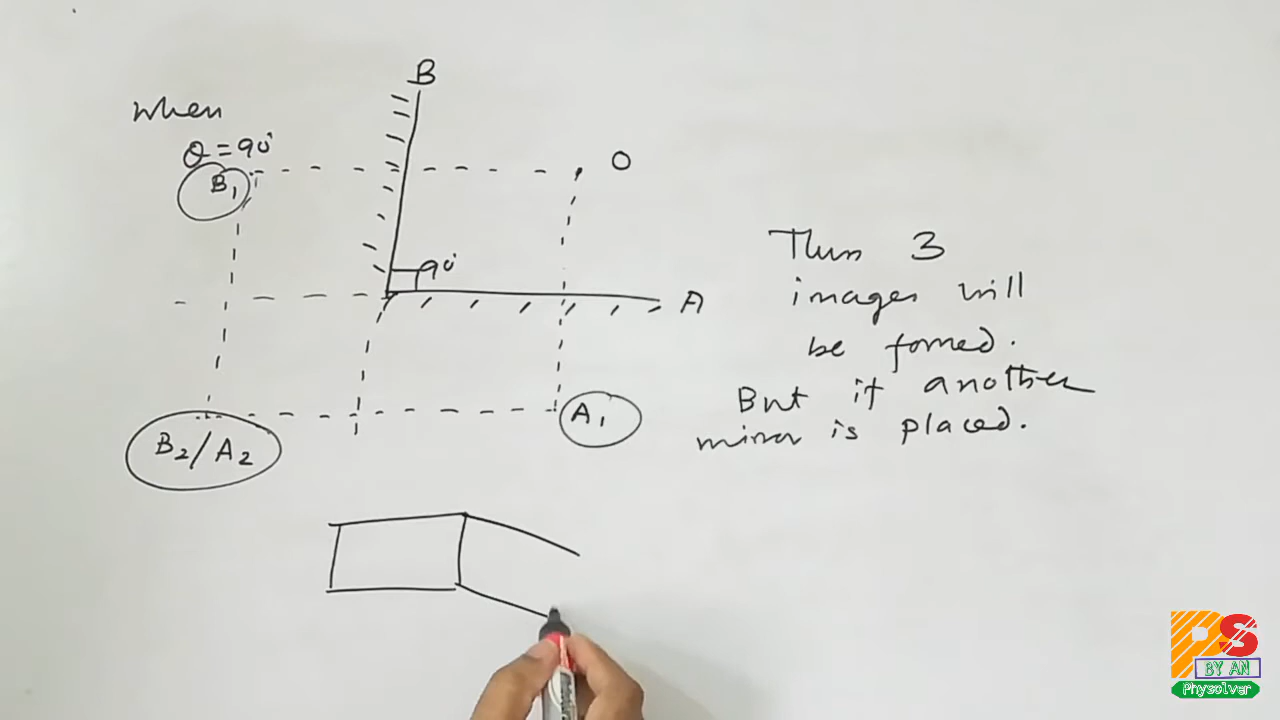 B
When
θ = 90°
B₁
O
90°
A
Thus 3
images will
be formed.
But if another
mirror is placed.
A₁
B₂/A₂
PS
BY AN
Physolver